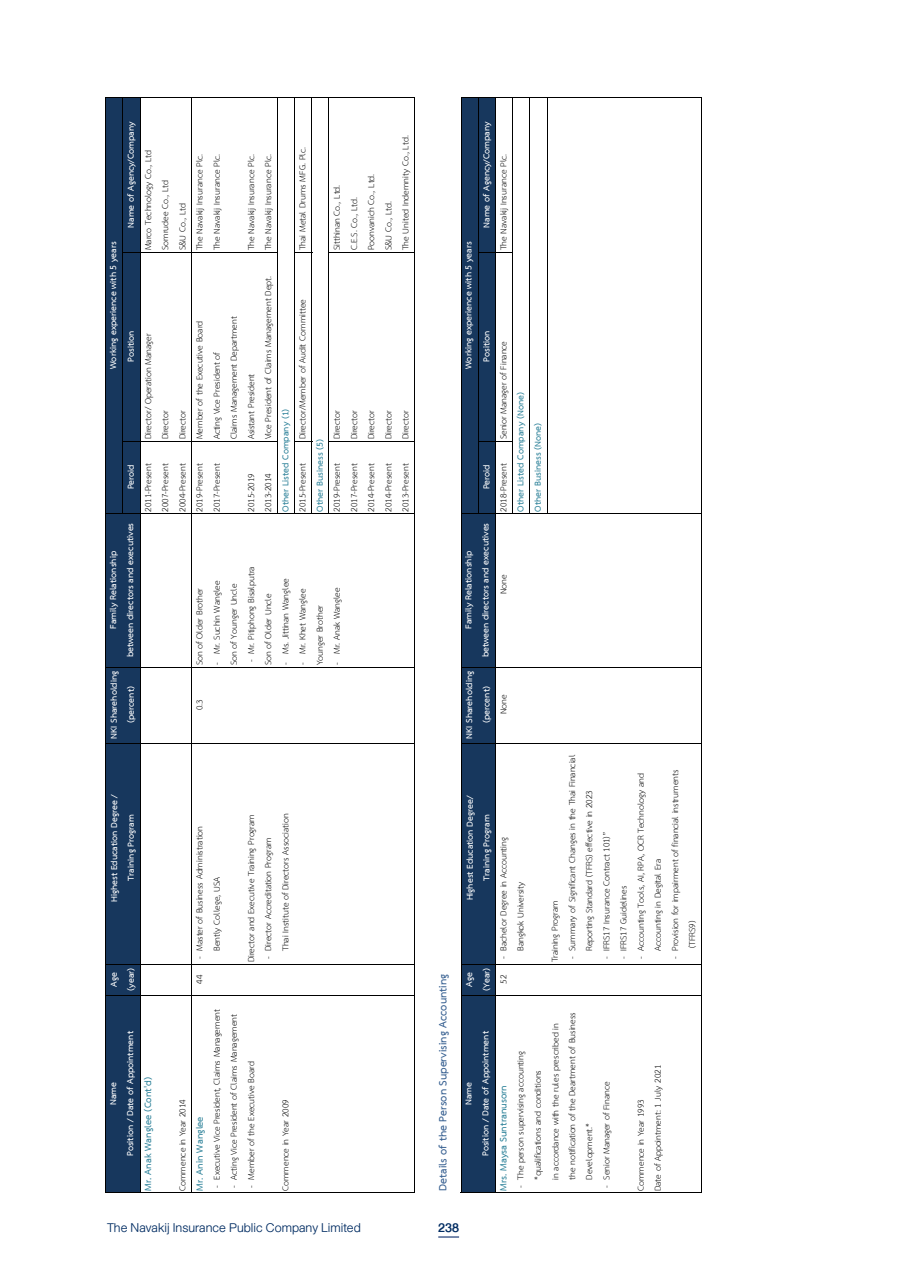 Name
Position / Date of Appointment
Age
(year)
Highest Education Degree /
Training Program
NKI Shareholding
(percent)
Family Relationship
between directors and executives
Working experience with 5 years
Peroid
Position
Name of Agency/Company
Mr. Anak Wanglee (Cont'd)
Commence in Year 2014
2011-Present Director/ Operation Manager Marco Technology Co., Ltd
2007-Present Director Somrudee Co., Ltd
2004-Present Director S&U Co., Ltd
Mr. Anin Wanglee
- Executive Vice President, Claims Management
- Acting Vice President of Claims Management
- Member of the Executive Board
Commence in Year 2009
44
- Master of Business Administration
Bently College, USA
Director and Executive Training Program
- Director Accreditation Program
Thai Institute of Directors Association
0.3
Son of Older Brother
- Mr. Suchin Wanglee
Son of Younger Uncle
- Mr. Pitiphong Bisalputra
Son of Older Uncle
- Ms. Jittinan Wanglee
- Mr. Khet Wanglee
Younger Brother
- Mr. Anak Wanglee
2019-Present Member of the Executive Board The Navakij Insurance Plc.
2017-Present Acting Vice President of The Navakij Insurance Plc.
Claims Management Department
2015-2019 Asistant President The Navakij Insurance Plc.
2013-2014 Vice President of Claims Management Dept. The Navakij Insurance Plc.
Other Listed Company (1)
2015-Present Director/Member of Audit Committee Thai Metal Drums MFG. Plc.
Other Business (5)
2019-Present Director Sitthinan Co., Ltd.
2017-Present Director C.E.S. Co., Ltd.
2014-Present Director Poonvanich Co., Ltd.
2014-Present Director S&U Co., Ltd.
2013-Present Director The United Indemnity Co., Ltd.
Details of the Person Supervising Accounting
Name
Position / Date of Appointment
Age
(Year)
Highest Education Degree/
Training Program
NKI Shareholding
(percent)
Family Relationship
between directors and executives
Working experience with 5 years
Peroid
Position
Name of Agency/Company
Mrs. Maysa Suntranusorn
- The person supervising accounting
*qualifications and conditions
in accordance with the rules prescribed in
the notification of the Deartment of Business
Development.*
- Senior Manager of Finance
Commence in Year 1993
Date of Appointment: 1 July 2021
52
- Bachelor Degree in Accounting
Bangkok University
Training Program
- Summary of Significant Changes in the Thai Financial
Reporting Standard (TFRS) effective in 2023
- IFRS17 Insurance Contract 101)"
- IFRS17 Guidelines
- Accounting Tools, AI, RPA, OCR Technology and
Accounting in Degital Era
- Provision for impairment of financial instruments
(TFRS9)
None
None
2018-Present Senior Manager of Finance The Navakij Insurance Plc.
Other Listed Company (None)
Other Business (None)
The Navakij Insurance Public Company Limited
238